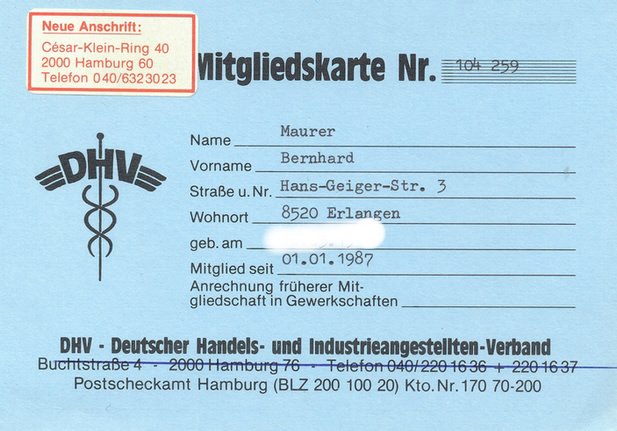 Neue Anschrift:
César-Klein-Ring 40
2000 Hamburg 60
Telefon 040/6323023
Mitgliedskarte Nr. 104 259
DHV
Name Maurer
Vorname Bernhard
Straße u. Nr. Hans-Geiger-Str. 3
Wohnort 8520 Erlangen
geb. am
Mitglied seit 01.01.1987
Anrechnung früherer Mit-
gliedschaft in Gewerkschaften
DHV - Deutscher Handels- und Industrieangestellten-Verband
Buchtstraße 4 - 2000 Hamburg 76 - Telefon 040/220 16 36 + 220 16 37
Postscheckamt Hamburg (BLZ 200 100 20) Kto. Nr. 170 70-200